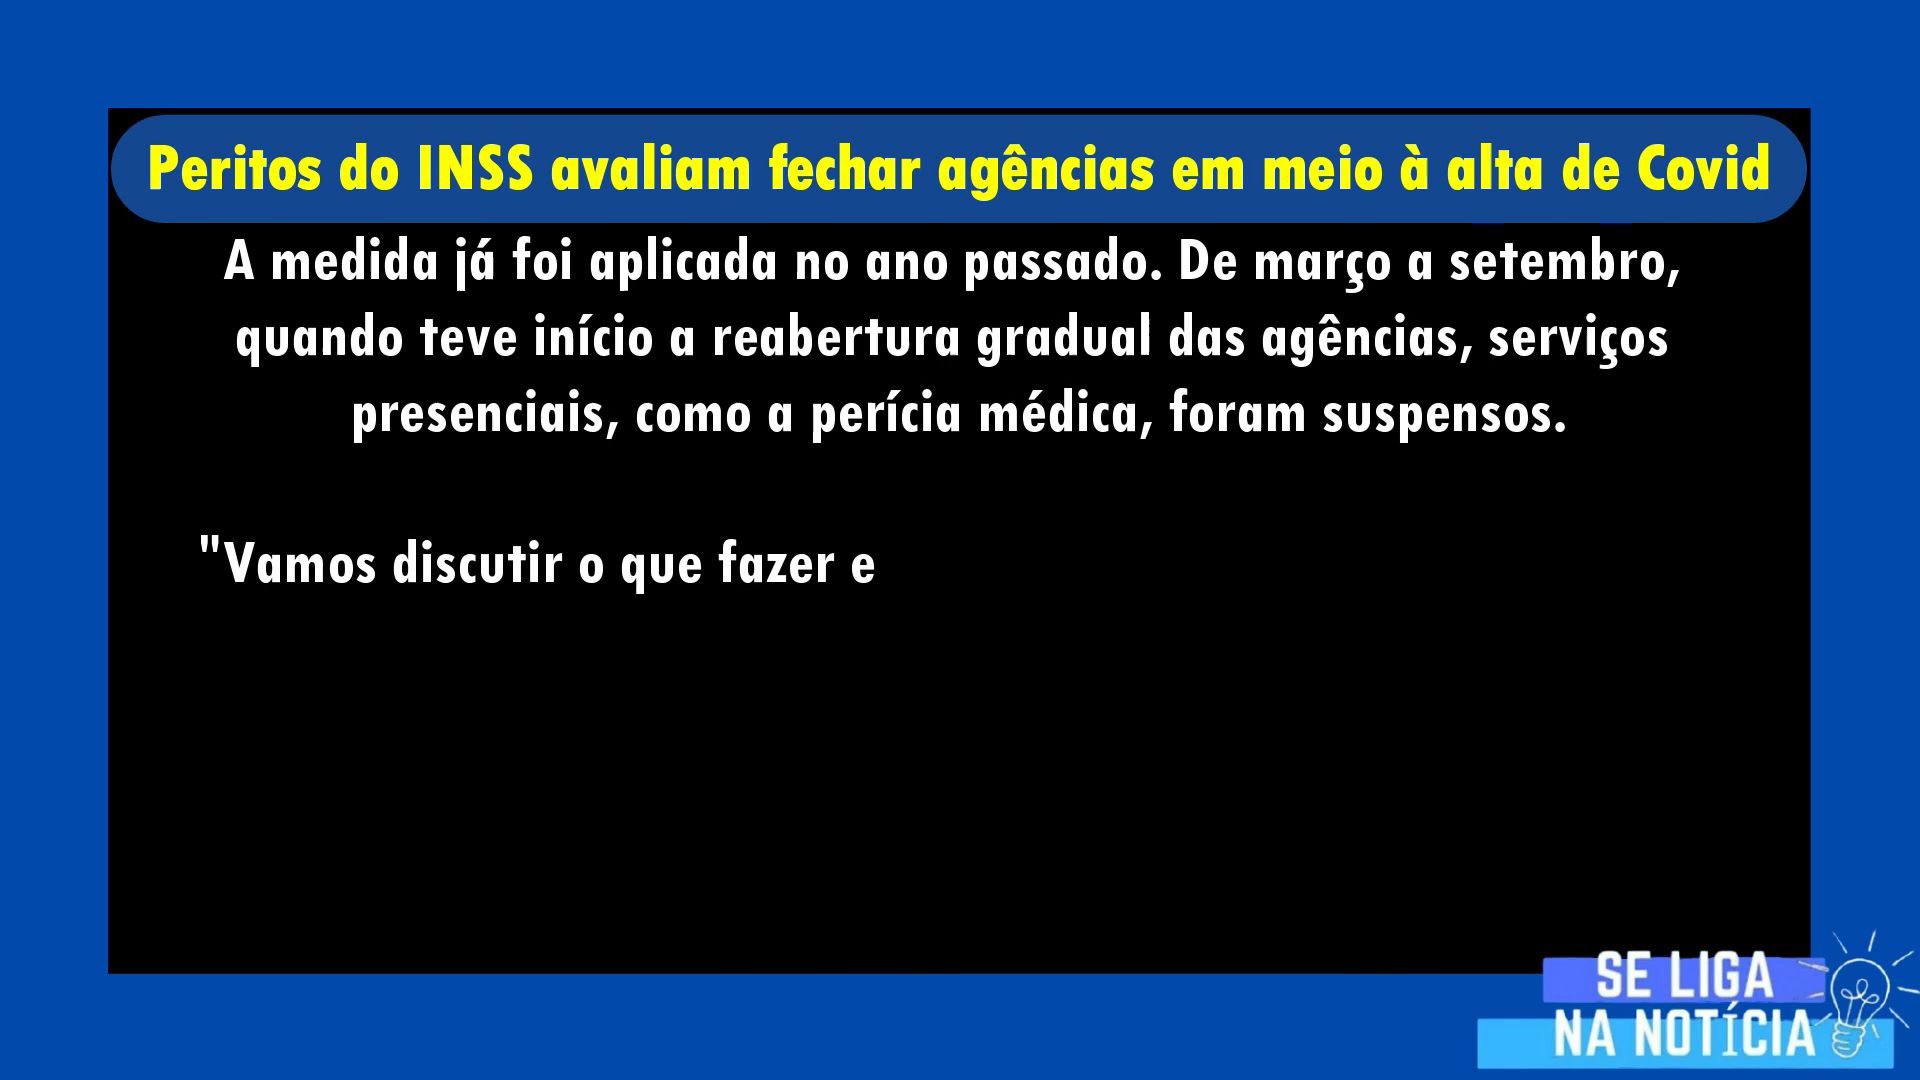 Peritos do INSS avaliam fechar agências em meio à alta de Covid
A medida já foi aplicada no ano passado. De março a setembro,
quando teve início a reabertura gradual das agências, serviços
presenciais, como a perícia médica, foram suspensos.
"Vamos discutir o que fazer e
SE LIGA
NA NOTÍCIA